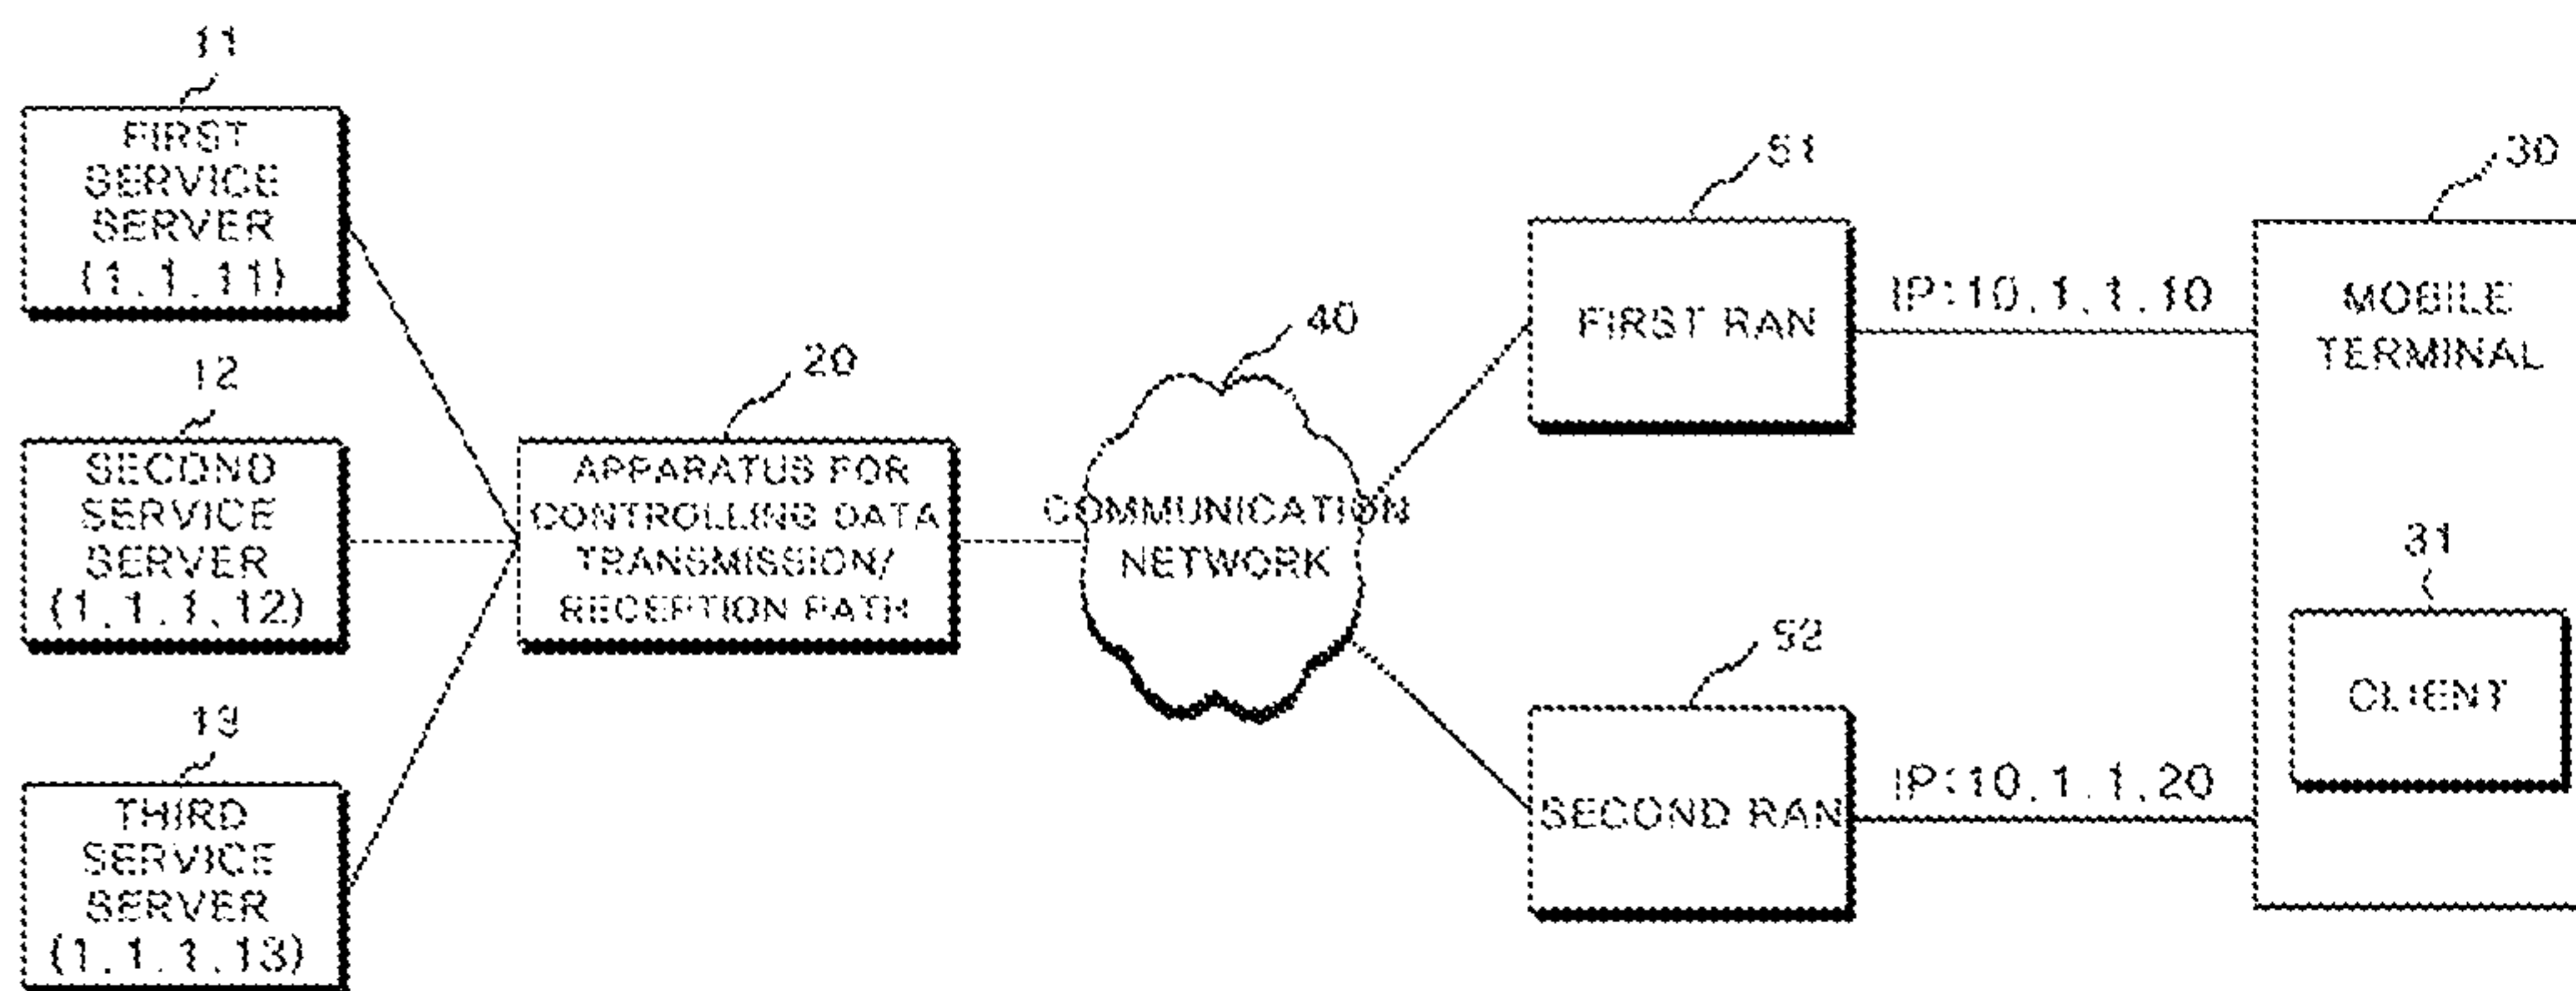 11
FIRST
SERVICE
SERVER
(1.1.11)
12
SECOND
SERVICE
SERVER
(1.1.1.12)
13
THIRD
SERVICE
SERVER
(1.1.1.13)
20
APPARATUS FOR
CONTROLLING DATA
TRANSMISSION/
RECEPTION PATH
40
COMMUNICATION
NETWORK
51
FIRST RAN
IP:10.1.1.10
52
SECOND RAN
IP:10.1.1.20
30
MOBILE
TERMINAL
31
CLIENT